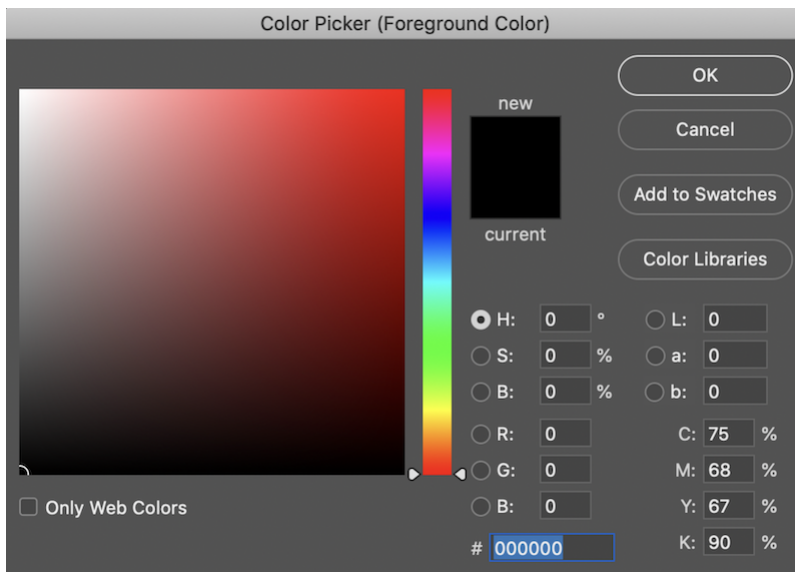 Color Picker (Foreground Color)
new
current
OK
Cancel
Add to Swatches
Color Libraries
H: 0 °
S: 0 %
B: 0 %
R: 0
G: 0
B: 0
# 000000
L: 0
a: 0
b: 0
C: 75 %
M: 68 %
Y: 67 %
K: 90 %
Only Web Colors